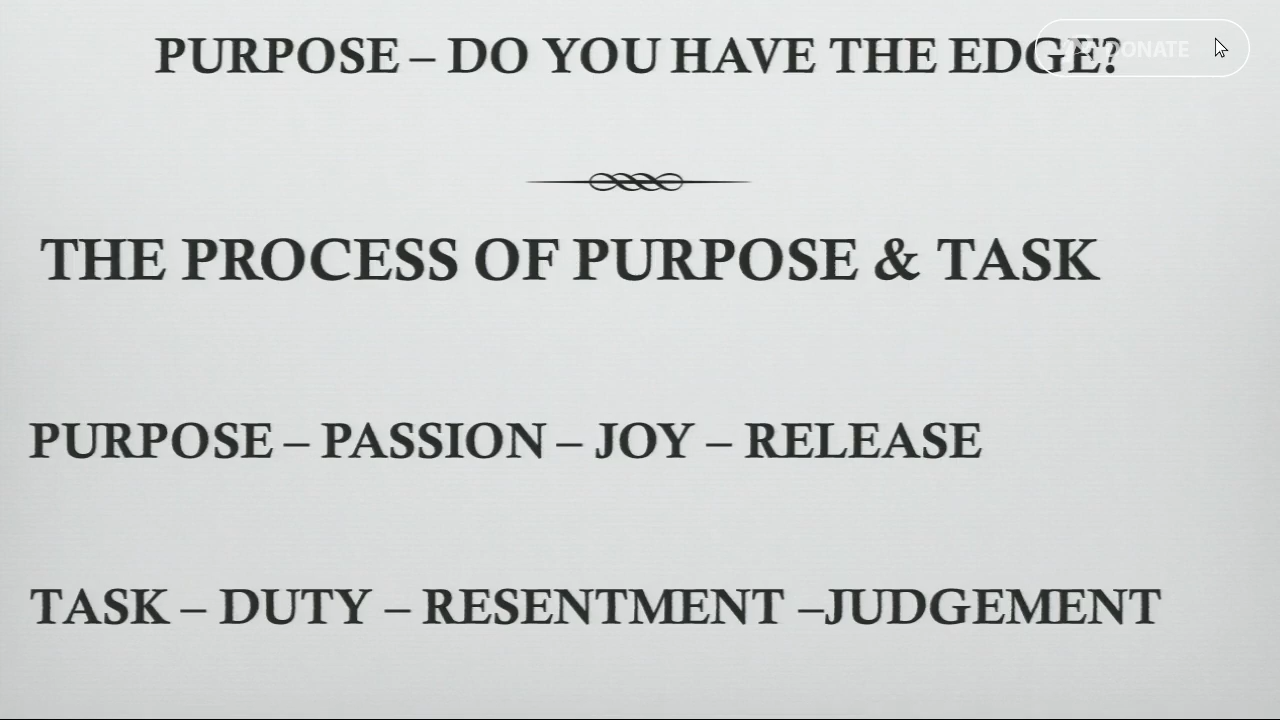 PURPOSE – DO YOU HAVE THE EDGE?
DONATE
THE PROCESS OF PURPOSE & TASK
PURPOSE – PASSION – JOY – RELEASE
TASK – DUTY – RESENTMENT –JUDGEMENT